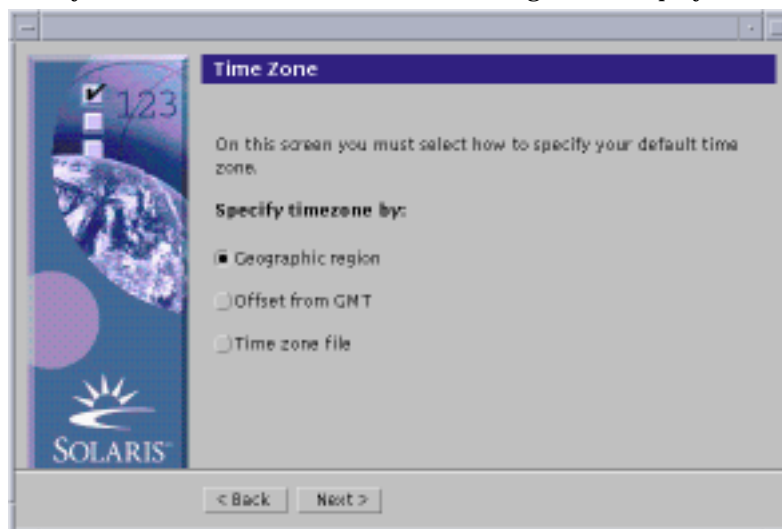 Time Zone
123
On this screen you must select how to specify your default time
zone.
Specify timezone by:
Geographic region
Offset from GMT
Time zone file
SOLARIS™
< Back
Next >